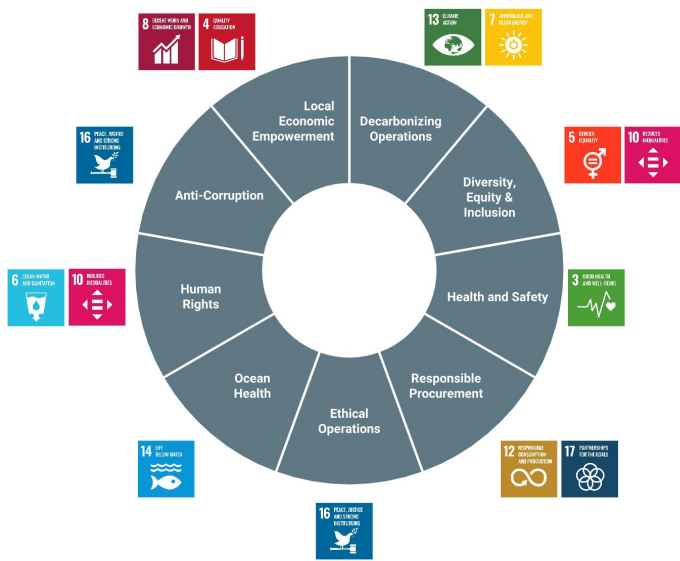 8 DECENT WORK AND
ECONOMIC GROWTH
4 QUALITY
EDUCATION
13 CLIMATE
ACTION
7 AFFORDABLE AND
CLEAN ENERGY
Local
Economic
Empowerment
Decarbonizing
Operations
16 PEACE, JUSTICE
AND STRONG
INSTITUTIONS
5 GENDER
EQUALITY
10 REDUCED
INEQUALITIES
Anti-Corruption
Diversity,
Equity &
Inclusion
6 CLEAN WATER
AND SANITATION
10 REDUCED
INEQUALITIES
Human
Rights
Health and Safety
3 GOOD HEALTH
AND WELL-BEING
Ocean
Health
Responsible
Procurement
Ethical
Operations
14 LIFE
BELOW WATER
12 RESPONSIBLE
CONSUMPTION
AND PRODUCTION
17 PARTNERSHIPS
FOR THE GOALS
16 PEACE, JUSTICE
AND STRONG
INSTITUTIONS